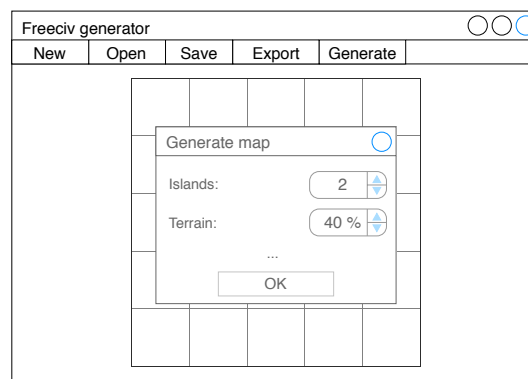 Freeciv generator
New Open Save Export Generate
Generate map
Islands: 2
Terrain: 40 %
...
OK